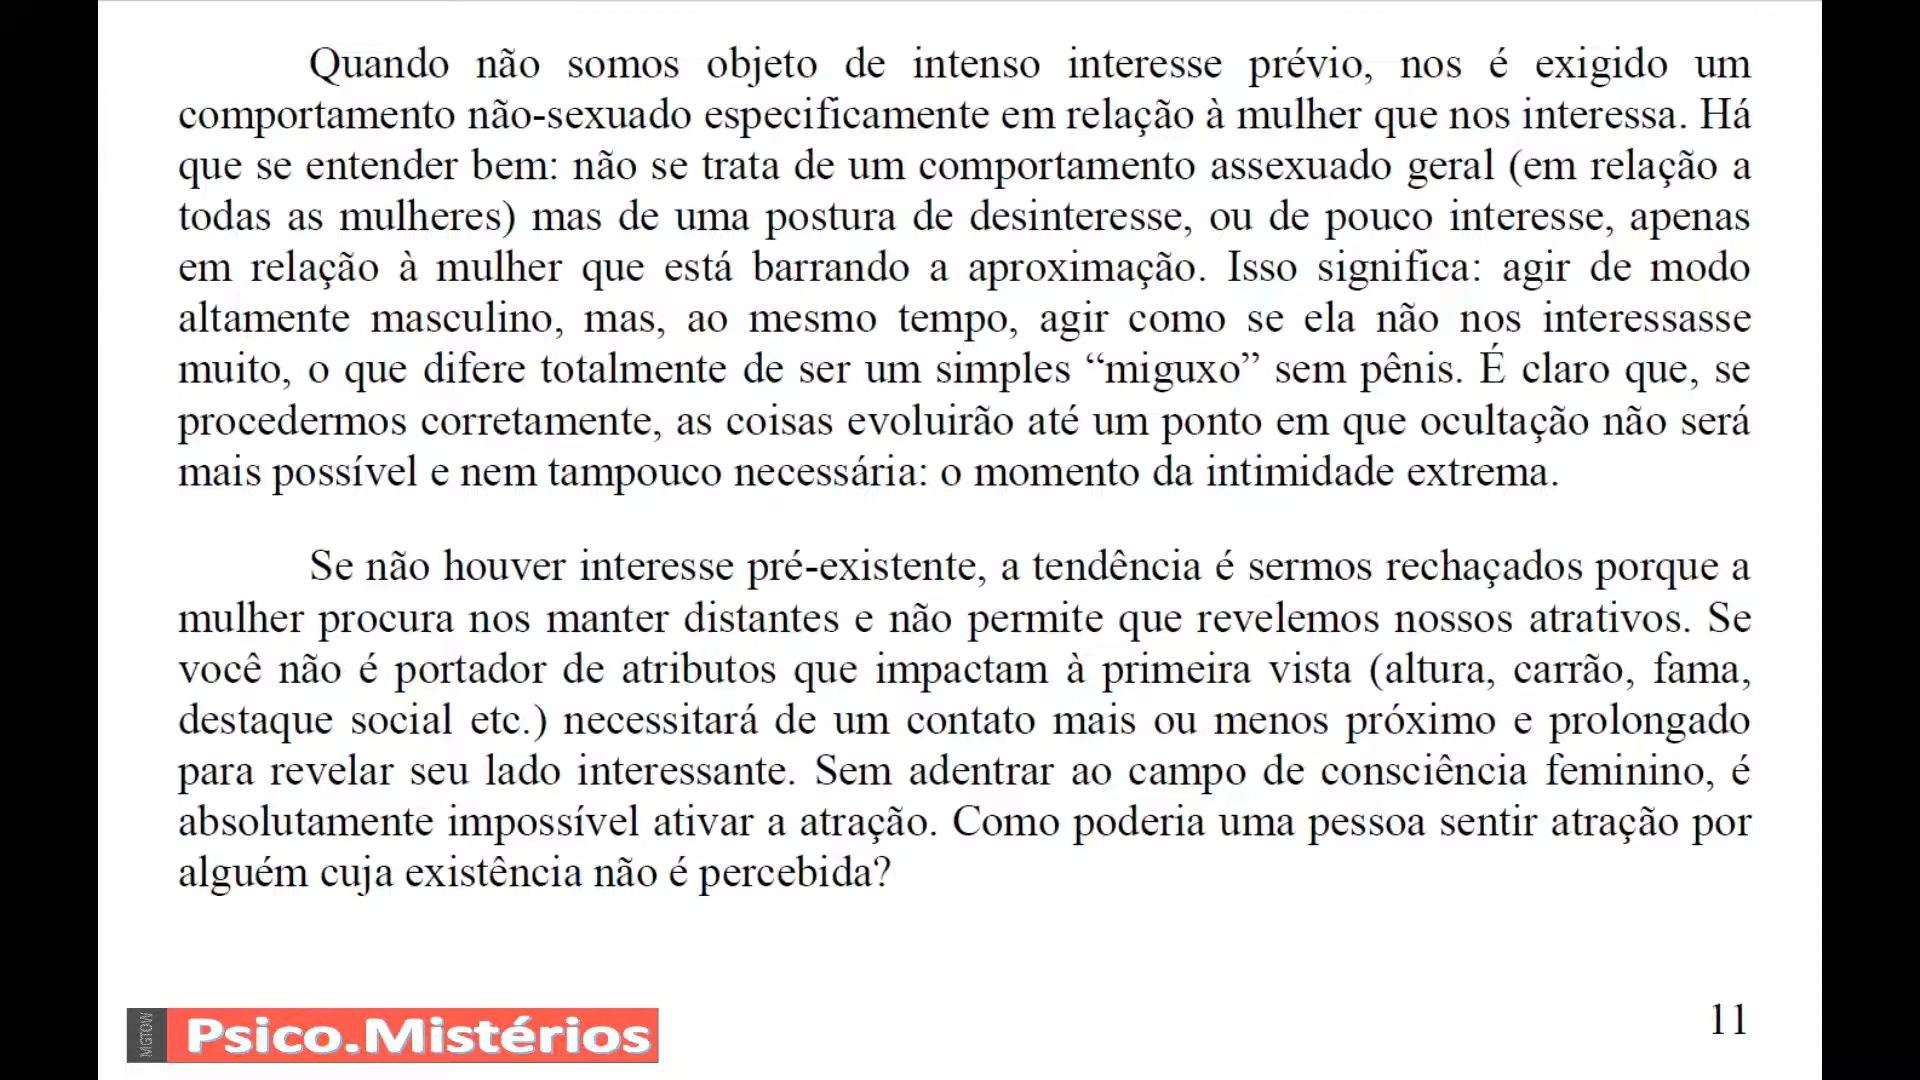 Quando não somos objeto de intenso interesse prévio, nos é exigido um
comportamento não-sexuado especificamente em relação à mulher que nos interessa. Há
que se entender bem: não se trata de um comportamento assexuado geral (em relação a
todas as mulheres) mas de uma postura de desinteresse, ou de pouco interesse, apenas
em relação à mulher que está barrando a aproximação. Isso significa: agir de modo
altamente masculino, mas, ao mesmo tempo, agir como se ela não nos interessasse
muito, o que difere totalmente de ser um simples “miguxo” sem pênis. É claro que, se
procedermos corretamente, as coisas evoluirão até um ponto em que ocultação não será
mais possível e nem tampouco necessária: o momento da intimidade extrema.
Se não houver interesse pré-existente, a tendência é sermos rechaçados porque a
mulher procura nos manter distantes e não permite que revelemos nossos atrativos. Se
você não é portador de atributos que impactam à primeira vista (altura, carrão, fama,
destaque social etc.) necessitará de um contato mais ou menos próximo e prolongado
para revelar seu lado interessante. Sem adentrar ao campo de consciência feminino, é
absolutamente impossível ativar a atração. Como poderia uma pessoa sentir atração por
alguém cuja existência não é percebida?
11
MGTOW
Psico.Mistérios